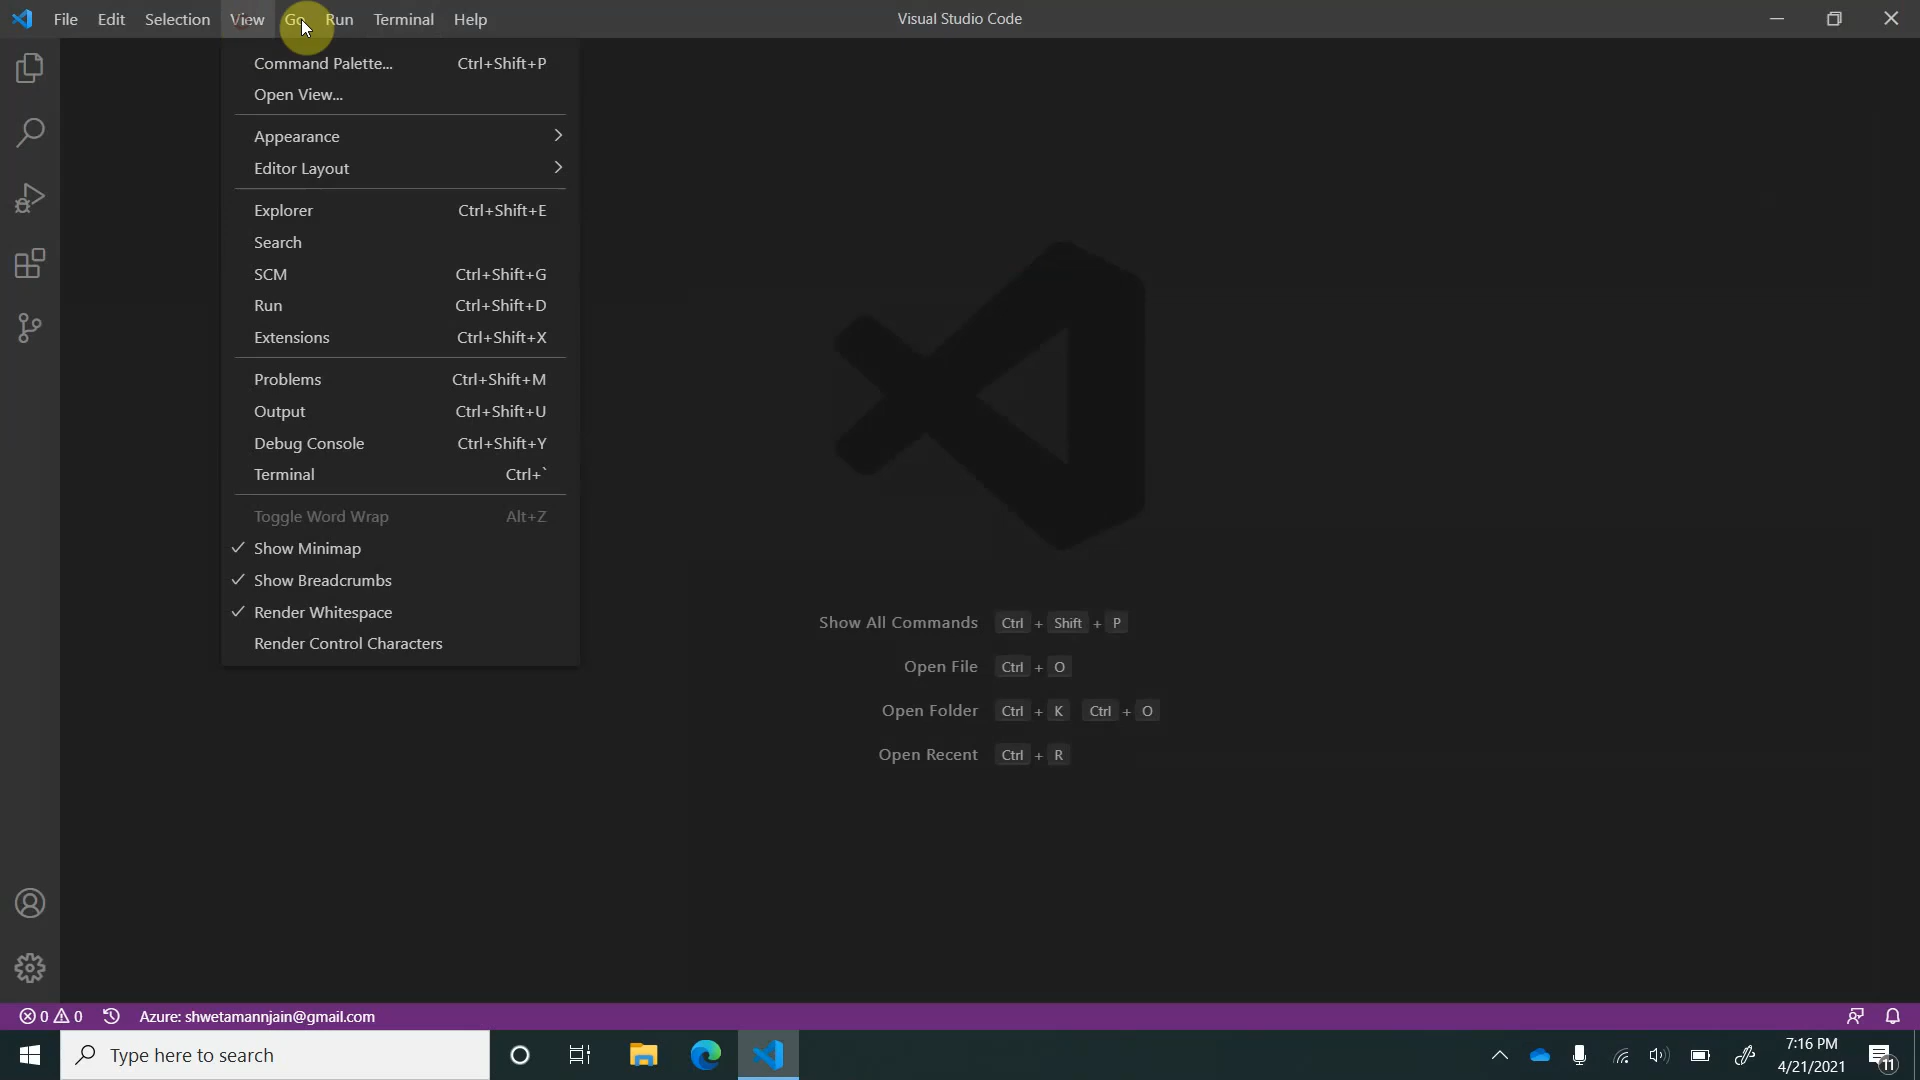 File Edit Selection View Go Run Terminal Help Visual Studio Code
Command Palette... Ctrl+Shift+P
Open View...
Appearance
Editor Layout
Explorer Ctrl+Shift+E
Search
SCM Ctrl+Shift+G
Run Ctrl+Shift+D
Extensions Ctrl+Shift+X
Problems Ctrl+Shift+M
Output Ctrl+Shift+U
Debug Console Ctrl+Shift+Y
Terminal Ctrl+`
Toggle Word Wrap Alt+Z
Show Minimap
Show Breadcrumbs
Render Whitespace
Render Control Characters
Show All Commands Ctrl + Shift + P
Open File Ctrl + O
Open Folder Ctrl + K Ctrl + O
Open Recent Ctrl + R
0 0 Azure: shwetamannjain@gmail.com
Type here to search
7:16 PM
4/21/2021
11